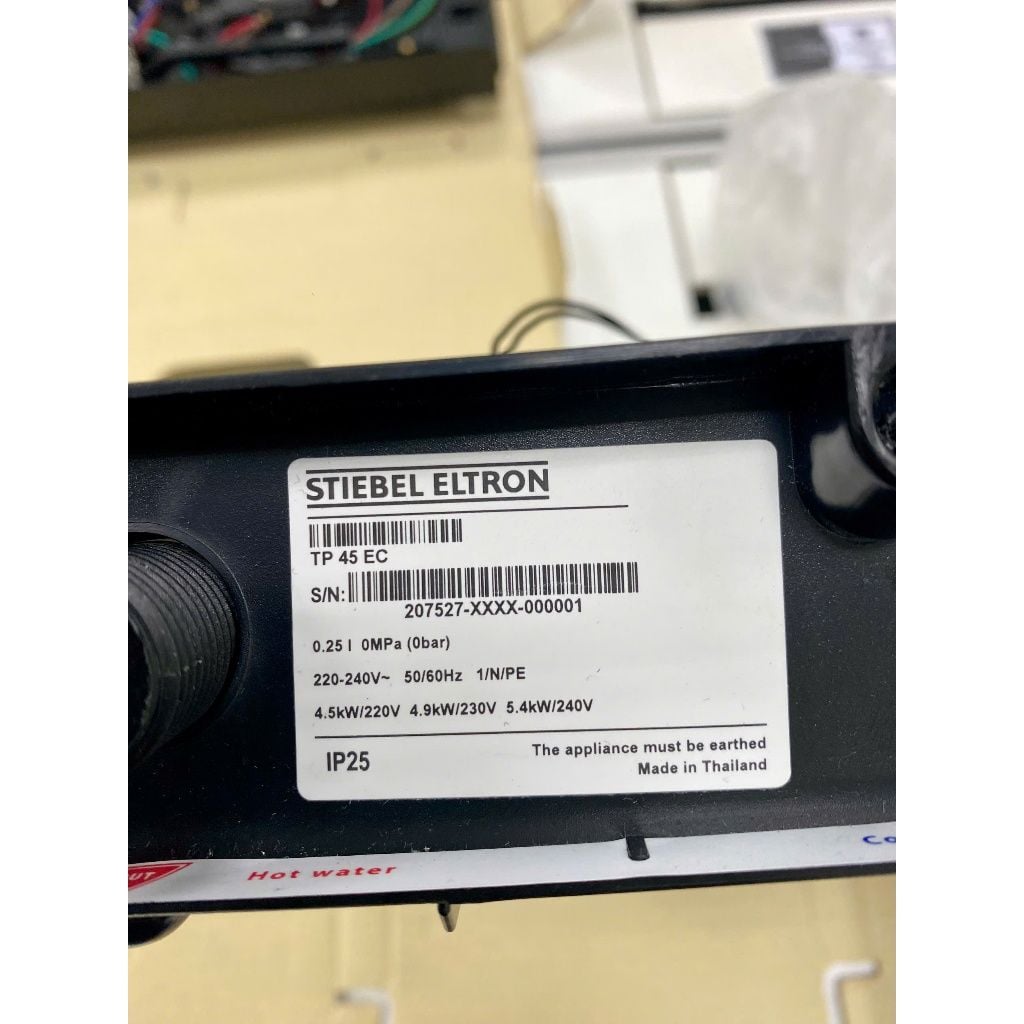 STIEBEL ELTRON
TP 45 EC
S/N:
207527-XXXX-000001
0.25 l 0MPa (0bar)
220-240V~ 50/60Hz 1/N/PE
4.5kW/220V 4.9kW/230V 5.4kW/240V
IP25
The appliance must be earthed
Made in Thailand
Hot water